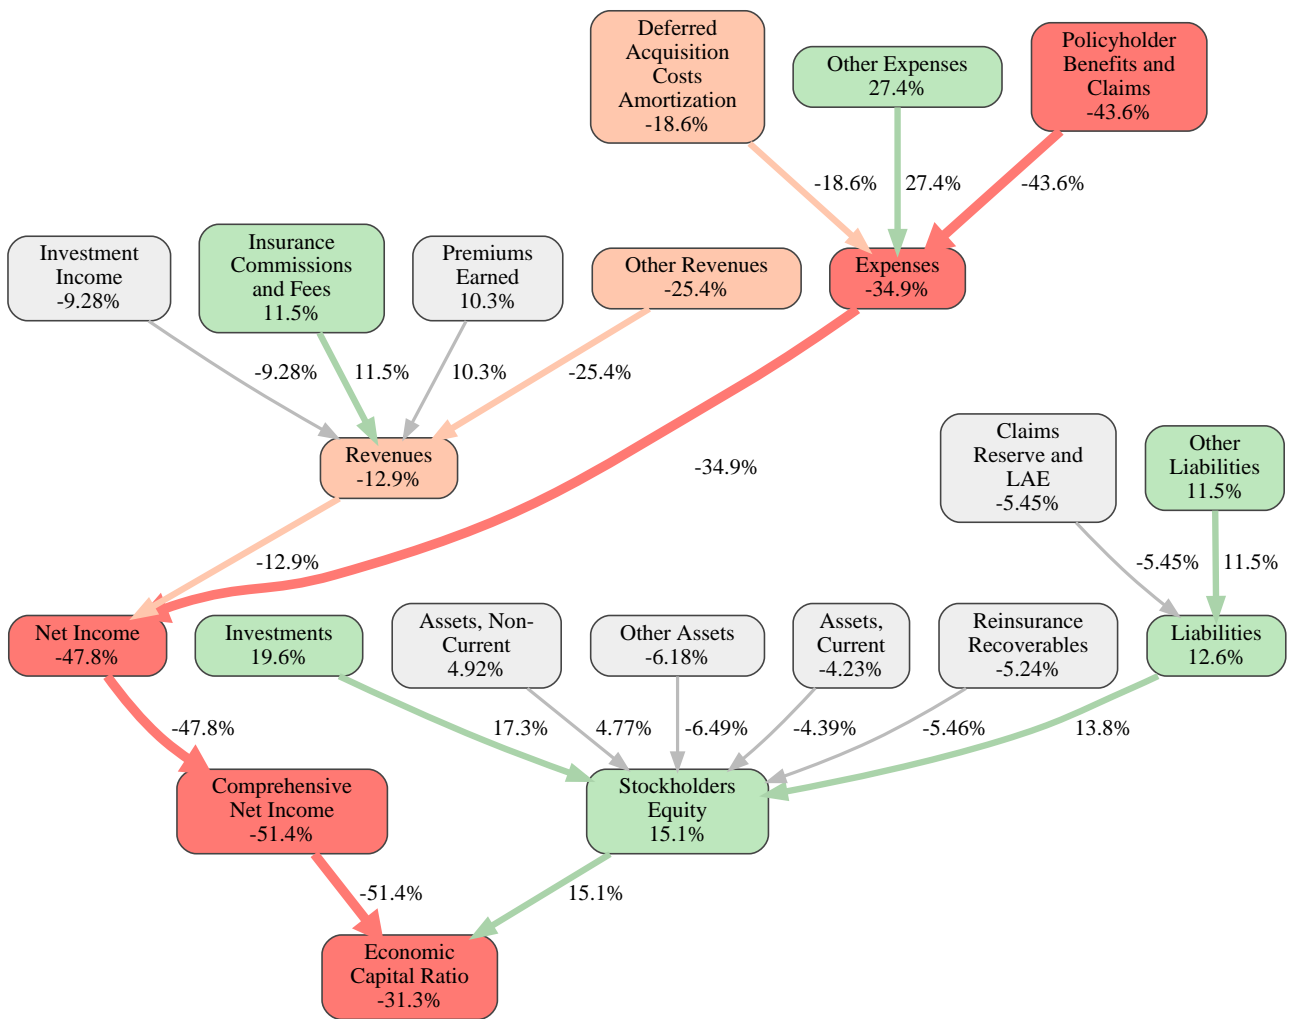 Deferred
Acquisition
Costs
Amortization
-18.6%
Other Expenses
27.4%
Policyholder
Benefits and
Claims
-43.6%
-18.6%
27.4%
-43.6%
Investment
Income
-9.28%
Insurance
Commissions
and Fees
11.5%
Premiums
Earned
10.3%
Other Revenues
-25.4%
Expenses
-34.9%
-9.28%
11.5%
10.3%
-25.4%
-34.9%
Revenues
-12.9%
Claims
Reserve and
LAE
-5.45%
Other
Liabilities
11.5%
-12.9%
-5.45%
11.5%
Net Income
-47.8%
Investments
19.6%
Assets, Non-
Current
4.92%
Other Assets
-6.18%
Assets,
Current
-4.23%
Reinsurance
Recoverables
-5.24%
Liabilities
12.6%
-47.8%
17.3%
4.77%
-6.49%
-4.39%
-5.46%
13.8%
Comprehensive
Net Income
-51.4%
Stockholders
Equity
15.1%
-51.4%
15.1%
Economic
Capital Ratio
-31.3%